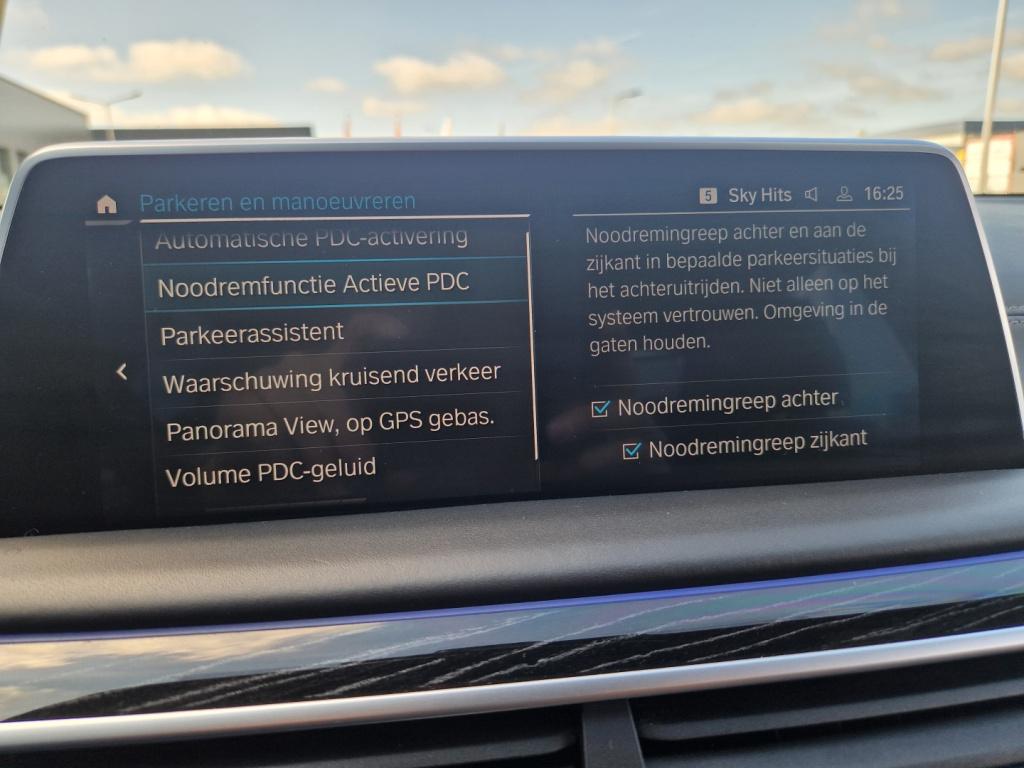 Parkeren en manoeuvreren
5 Sky Hits 16:25
Automatische PDC-activering
Noodremfunctie Actieve PDC
Parkeerassistent
Waarschuwing kruisend verkeer
Panorama View, op GPS gebas.
Volume PDC-geluid
Noodremingreep achter en aan de
zijkant in bepaalde parkeersituaties bij
het achteruitrijden. Niet alleen op het
systeem vertrouwen. Omgeving in de
gaten houden.
Noodremingreep achter
Noodremingreep zijkant